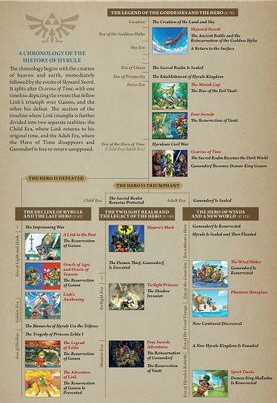 THE LEGEND OF THE GODDESSES AND THE HERO
A CHRONOLOGY OF THE
HISTORY OF HYRULE
The chronology begins with the creation
of heaven and earth, immediately
followed by the events of Skyward Sword.
It splits after Ocarina of Time, with one
timeline depicting the events that follow
Link's triumph over Ganon, and the
other his defeat. The section of the
timeline where Link triumphs is further
divided into two separate realities: the
Child Era, where Link returns to his
original time, and the Adult Era, where
the Hero of Time disappears and
Ganondorf is free to return unopposed.
Creation
The Creation of the Land and Sky
Era of the Goddess Hylia
Skyward Sword
The Ancient Battle and the
Reincarnation of the Goddess Hylia
Sky Era
A Return to the Surface
Era of Chaos
The Sacred Realm Is Sealed
Era of Prosperity
The Establishment of Hyrule Kingdom
Force Era
The Minish Cap
The Rise of the Evil Vaati
Four Swords
The Resurrection of Vaati
Era of the Hero of Time
Hyrulean Civil War
Ocarina of Time
The Sacred Realm Becomes the Dark World
Ganondorf Becomes Demon King Ganon
THE HERO IS DEFEATED
THE HERO IS TRIUMPHANT
Child Era
The Sacred Realm
Remains Protected
Adult Era
Ganondorf Is Sealed
THE DECLINE OF HYRULE
AND THE LAST HERO
THE TWILIGHT REALM AND
THE LEGACY OF THE HERO
THE HERO OF WINDS
AND A NEW WORLD
The Imprisoning War
A Link to the Past
The Resurrection
of Ganon
Oracle of Ages
and Oracle of
Seasons
The Resurrection
of Ganon
Link's
Awakening
The Monarchs of Hyrule Use the Triforce
The Tragedy of Princess Zelda I
The Legend
of Zelda
The Resurrection
of Ganon
The Adventure
of Link
The Resurrection
of Ganon Is
Prevented
Majora's Mask
The Demon Thief, Ganondorf,
Is Executed
Twilight Era
Twilight Princess
The Shadow
Invasion
Shadow Era
Four Swords
Adventures
The Reincarnation
of Ganondorf
The Resurrection
of Vaati
Ganondorf Is Resurrected
Hyrule Is Sealed and Then Flooded
The Wind Waker
Ganondorf Is
Resurrected
Phantom Hourglass
New Continent Discovered
A New Hyrule Kingdom Is Founded
Spirit Tracks
Demon King Malladus
Is Resurrected